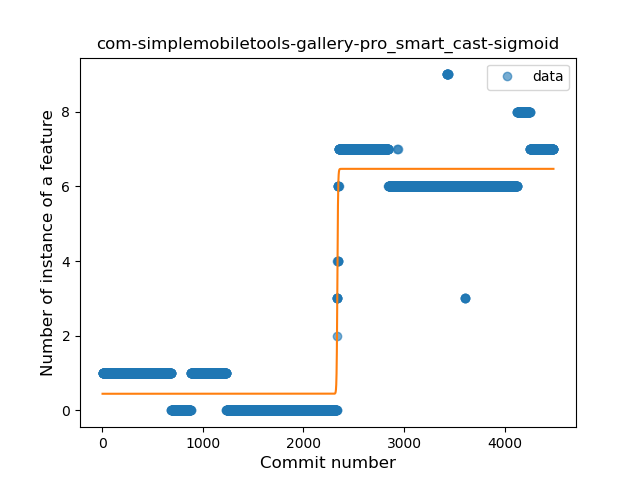 com-simplemobiletools-gallery-pro_smart_cast-sigmoid
data
Number of instance of a feature
8
6
4
2
0
0 1000 2000 3000 4000
Commit number